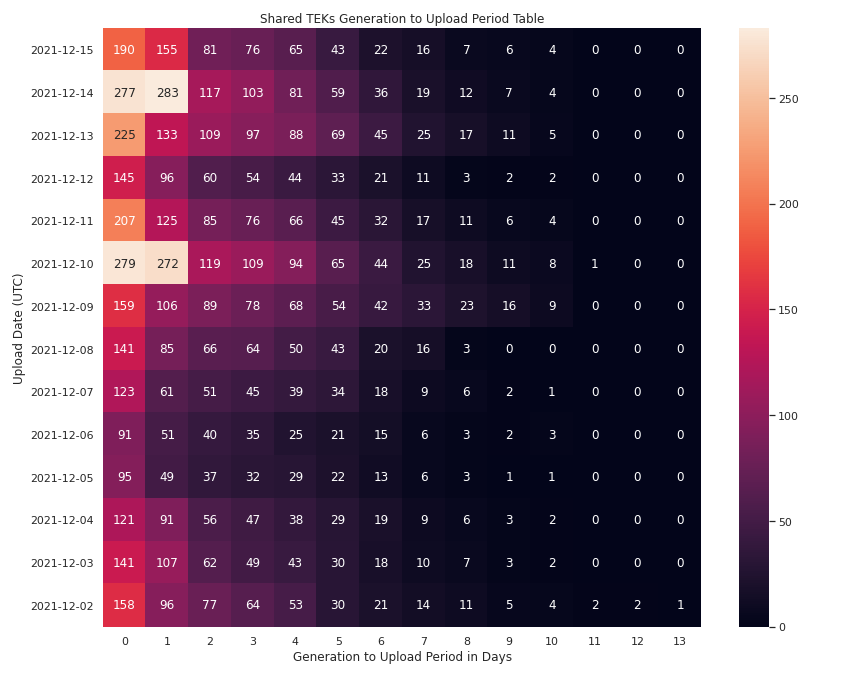 Shared TEKs Generation to Upload Period Table
Upload Date (UTC)
2021-12-15 190 155 81 76 65 43 22 16 7 6 4 0 0 0
2021-12-14 277 283 117 103 81 59 36 19 12 7 4 0 0 0
2021-12-13 225 133 109 97 88 69 45 25 17 11 5 0 0 0
2021-12-12 145 96 60 54 44 33 21 11 3 2 2 0 0 0
2021-12-11 207 125 85 76 66 45 32 17 11 6 4 0 0 0
2021-12-10 279 272 119 109 94 65 44 25 18 11 8 1 0 0
2021-12-09 159 106 89 78 68 54 42 33 23 16 9 0 0 0
2021-12-08 141 85 66 64 50 43 20 16 3 0 0 0 0 0
2021-12-07 123 61 51 45 39 34 18 9 6 2 1 0 0 0
2021-12-06 91 51 40 35 25 21 15 6 3 2 3 0 0 0
2021-12-05 95 49 37 32 29 22 13 6 3 1 1 0 0 0
2021-12-04 121 91 56 47 38 29 19 9 6 3 2 0 0 0
2021-12-03 141 107 62 49 43 30 18 10 7 3 2 0 0 0
2021-12-02 158 96 77 64 53 30 21 14 11 5 4 2 2 1
0 1 2 3 4 5 6 7 8 9 10 11 12 13
Generation to Upload Period in Days
250
200
150
100
50
0